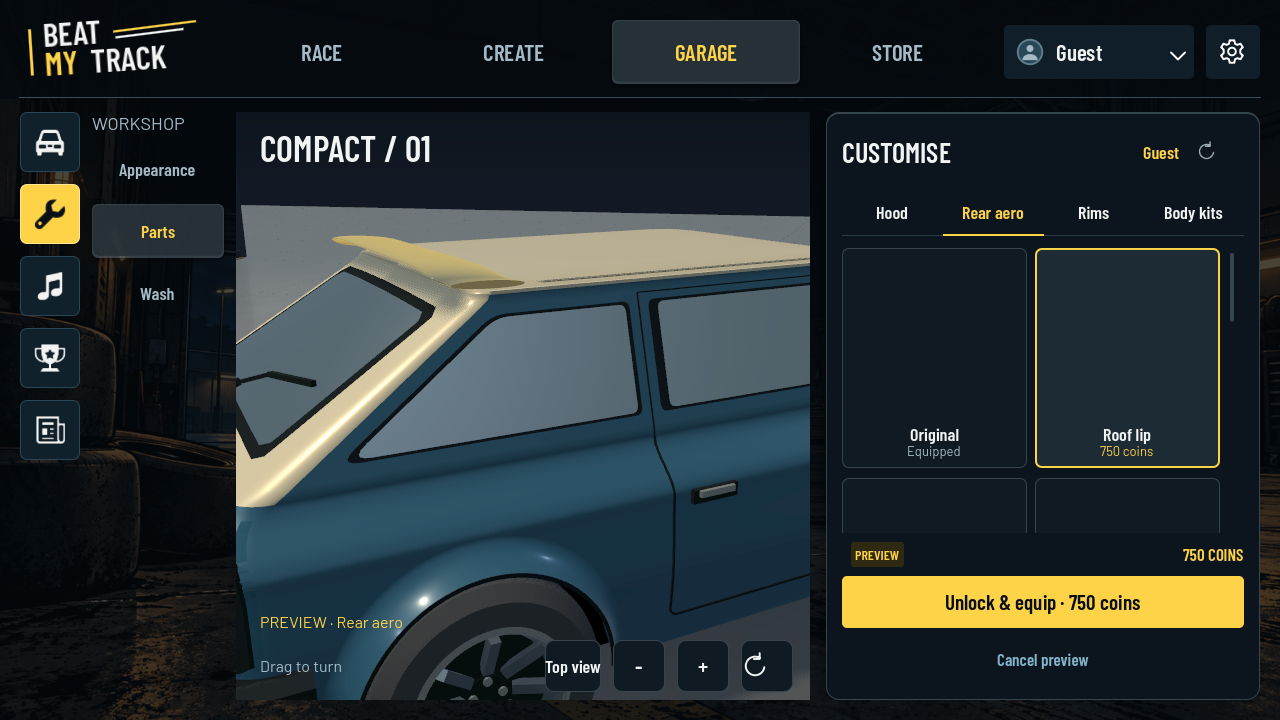 BEAT
MY TRACK
RACE
CREATE
GARAGE
STORE
Guest
WORKSHOP
Appearance
Parts
Wash
COMPACT / 01
PREVIEW · Rear aero
Drag to turn
Top view
-
+
CUSTOMISE
Guest
Hood
Rear aero
Rims
Body kits
Original
Equipped
Roof lip
750 coins
PREVIEW
750 COINS
Unlock & equip · 750 coins
Cancel preview